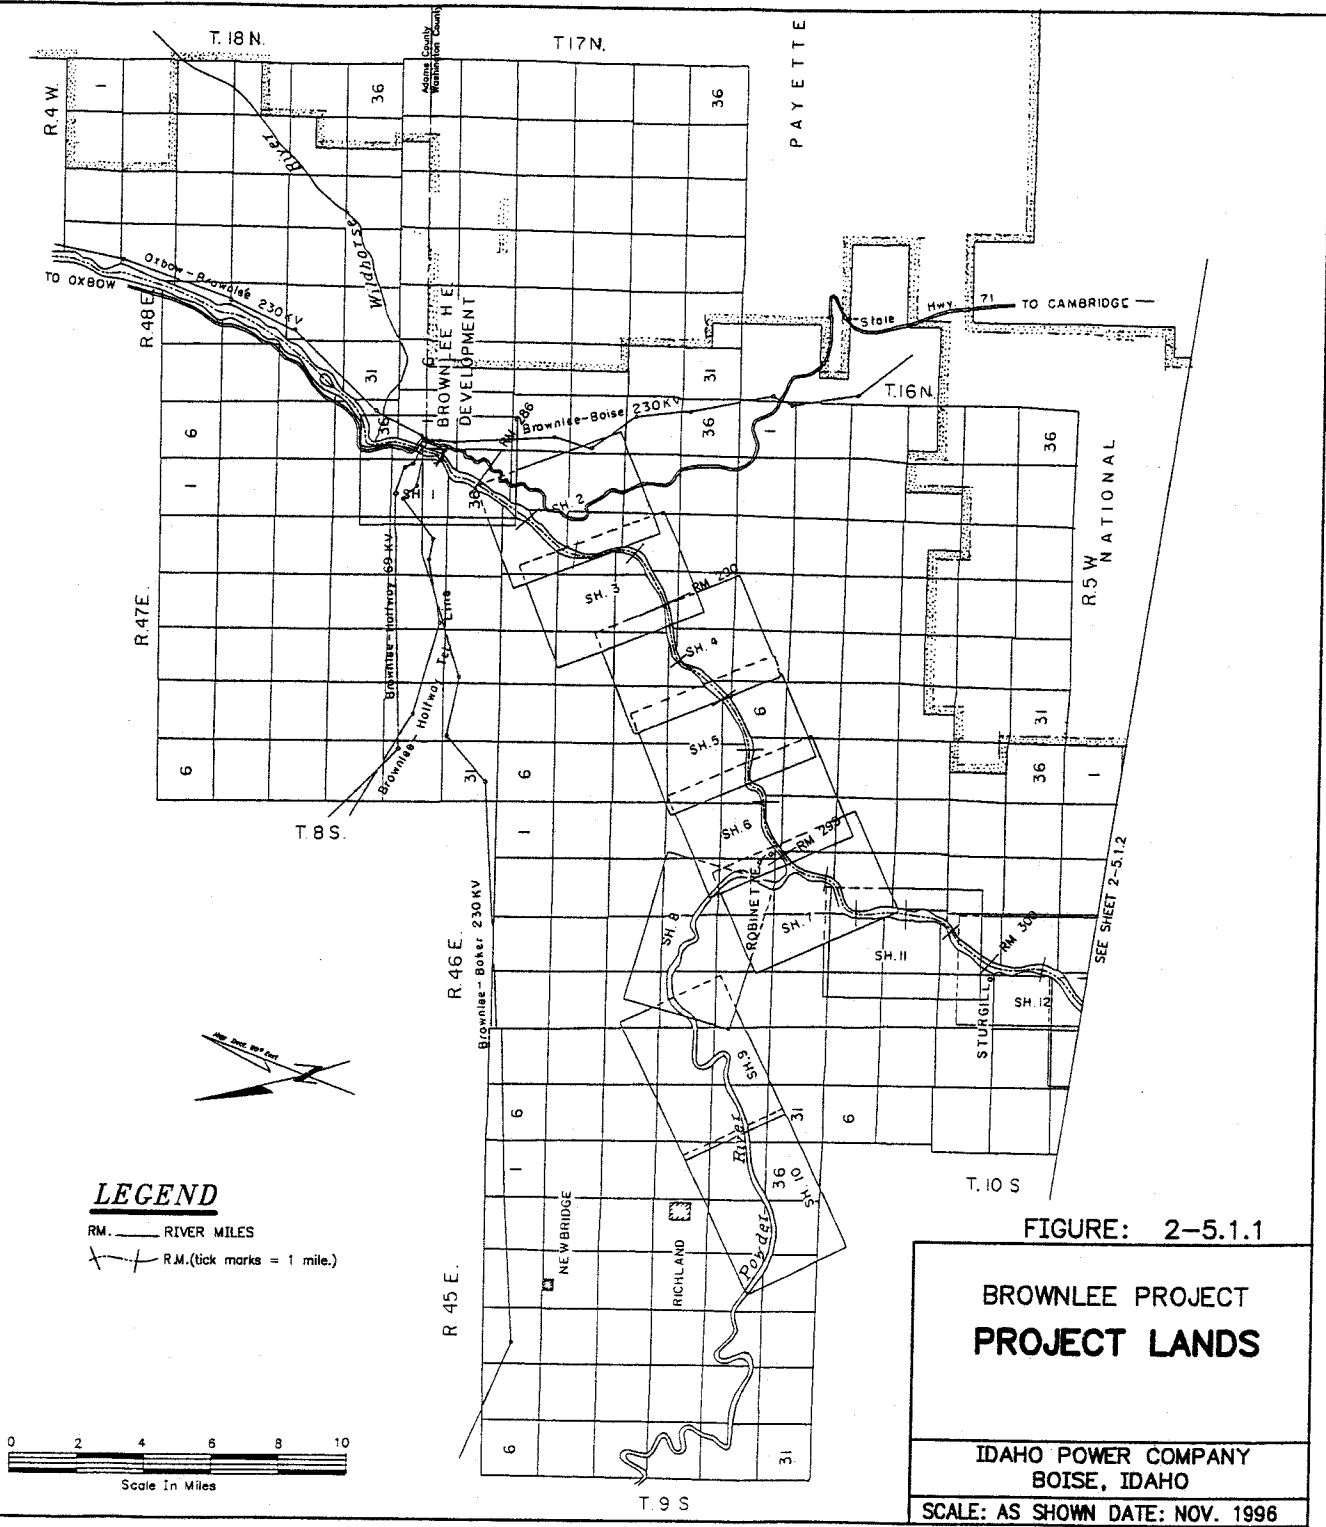 T. 18 N.
T 17 N.
Adams County
Washington County
PAYETTE
R. 4 W.
1
36
36
River
Wildhorse
Oxbow-Brownlee 230 KV
TO OXBOW
R. 48 E.
State Hwy 71
TO CAMBRIDGE
BROWNLEE H.E.
DEVELOPMENT
31
6
31
T. 16 N.
Brownlee-Boise 230 KV
RM 286
36
36
1
36
6
1
SH. 1
36
SH. 2
NATIONAL
R. 5 W
Brownlee-Halfway 69 KV
R. 47 E.
SH. 3
RM 290
Brownlee-Halfway Tel. Line
SH. 4
6
31
SH. 5
6
31
6
36
1
T. 8 S.
1
SH. 6
RM 295
SEE SHEET 2-5.1.2
ROBINETTE
SH. 8
SH. 7
R. 46 E.
Brownlee-Baker 230 KV
SH. 11
RM 300
SH. 12
STURGILL
SH. 9
6
31
6
River
1
36
SH. 10
T. 10 S
LEGEND
RM. RIVER MILES
R.M. (tick marks = 1 mile.)
NEWBRIDGE
RICHLAND
Powder
R 45 E.
6
31
T. 9 S
0 2 4 6 8 10
Scale In Miles
FIGURE: 2-5.1.1
BROWNLEE PROJECT
PROJECT LANDS
IDAHO POWER COMPANY
BOISE, IDAHO
SCALE: AS SHOWN DATE: NOV. 1996